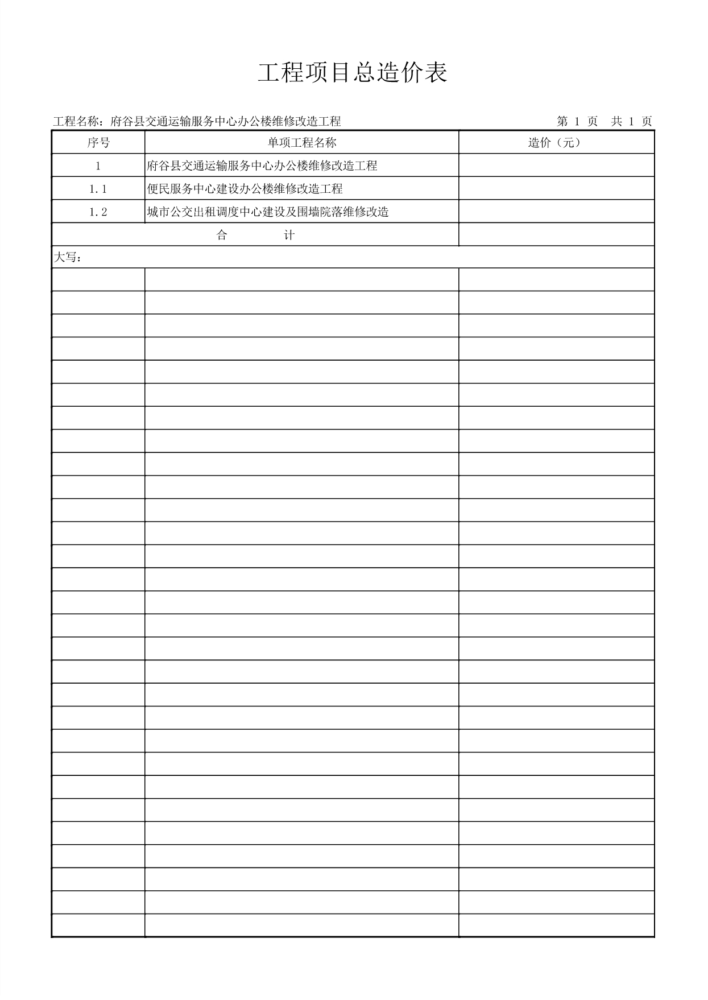 工程项目总造价表
工程名称：府谷县交通运输服务中心办公楼维修改造工程 第 1 页 共 1 页
序号 单项工程名称 造价（元）
1 府谷县交通运输服务中心办公楼维修改造工程
1.1 便民服务中心建设办公楼维修改造工程
1.2 城市公交出租调度中心建设及围墙院落维修改造
合 计
大写：